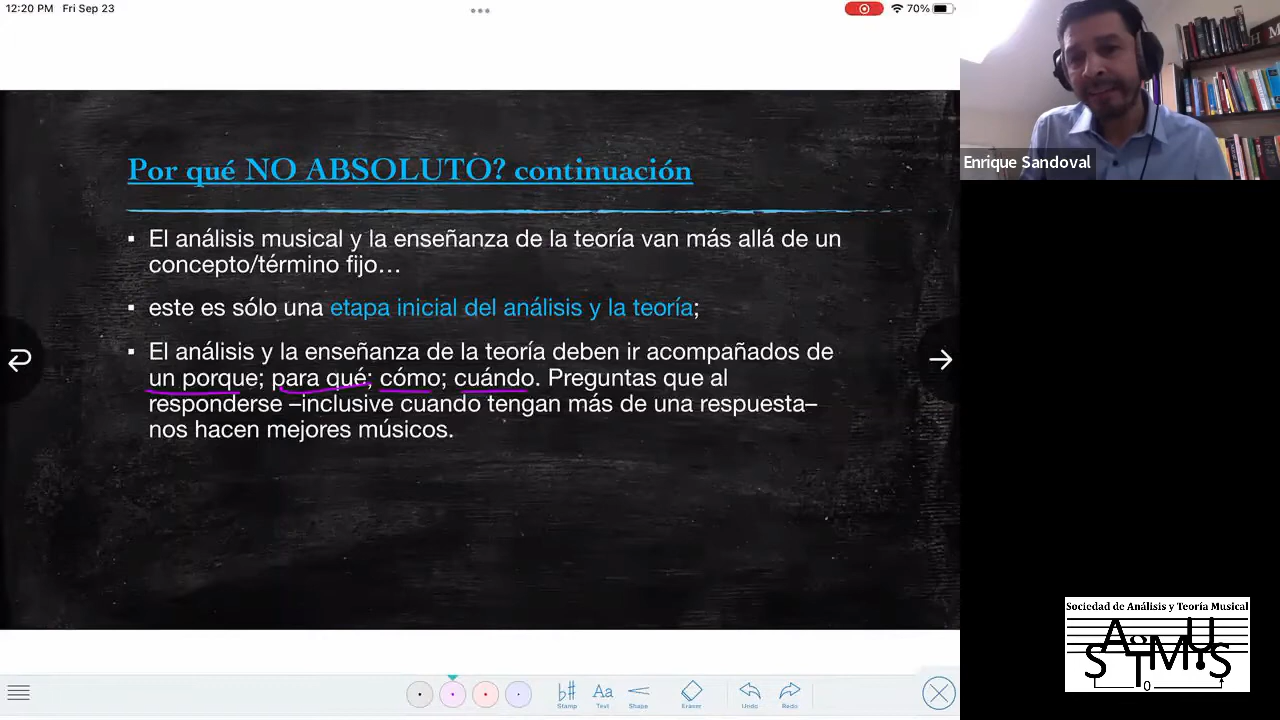 12:20 PM Fri Sep 23
70%
Por qué NO ABSOLUTO? continuación
▪ El análisis musical y la enseñanza de la teoría van más allá de un
concepto/término fijo…
▪ este es sólo una etapa inicial del análisis y la teoría;
▪ El análisis y la enseñanza de la teoría deben ir acompañados de
un porque; para qué; cómo; cuándo. Preguntas que al
responderse –inclusive cuando tengan más de una respuesta–
nos hacen mejores músicos.
Stamp
Aa
Text
Shape
Eraser
Undo
Redo
Enrique Sandoval
Sociedad de Análisis y Teoría Musical
SATMUS
0